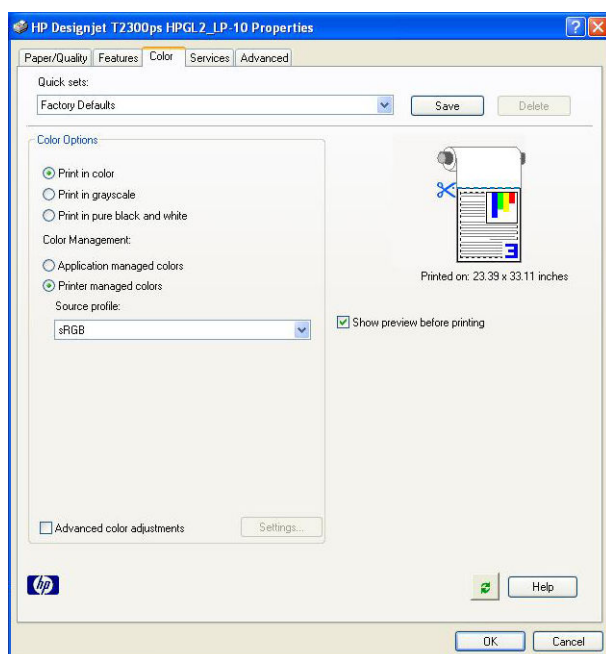 HP Designjet T2300ps HPGL2_LP-10 Properties
Paper/Quality Features Color Services Advanced
Quick sets:
Factory Defaults Save Delete
Color Options
Print in color
Print in grayscale
Print in pure black and white
Color Management:
Application managed colors
Printer managed colors
Source profile:
sRGB
3
Printed on: 23.39 x 33.11 inches
Show preview before printing
Advanced color adjustments Settings...
hp Help
OK Cancel